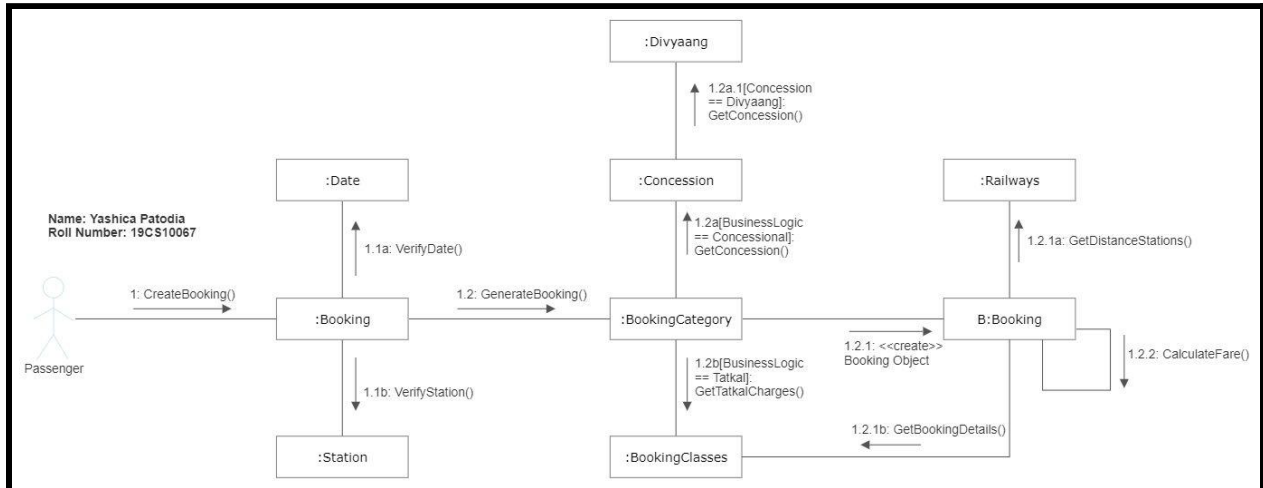 :Divyaang
1.2a.1[Concession
== Divyaang]:
GetConcession()
:Date
:Concession
:Railways
Name: Yashica Patodia
Roll Number: 19CS10067
1.1a: VerifyDate()
1.2a[BusinessLogic
== Concessional]:
GetConcession()
1.2.1a: GetDistanceStations()
1: CreateBooking()
1.2: GenerateBooking()
:Booking
:BookingCategory
B:Booking
Passenger
1.1b: VerifyStation()
1.2b[BusinessLogic
== Tatkal]:
GetTatkalCharges()
1.2.1: <<create>>
Booking Object
1.2.2: CalculateFare()
1.2.1b: GetBookingDetails()
:Station
:BookingClasses